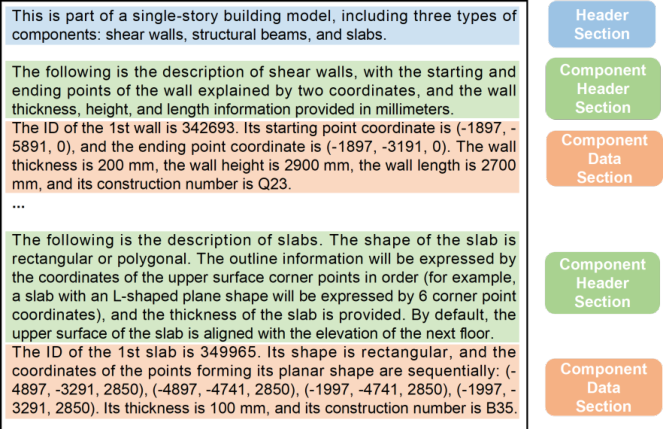 This is part of a single-story building model, including three types of
components: shear walls, structural beams, and slabs.
Header
Section
The following is the description of shear walls, with the starting and
ending points of the wall explained by two coordinates, and the wall
thickness, height, and length information provided in millimeters.
Component
Header
Section
The ID of the 1st wall is 342693. Its starting point coordinate is (-1897, -
5891, 0), and the ending point coordinate is (-1897, -3191, 0). The wall
thickness is 200 mm, the wall height is 2900 mm, the wall length is 2700
mm, and its construction number is Q23.
Component
Data
Section
...
The following is the description of slabs. The shape of the slab is
rectangular or polygonal. The outline information will be expressed by
the coordinates of the upper surface corner points in order (for example,
a slab with an L-shaped plane shape will be expressed by 6 corner point
coordinates), and the thickness of the slab is provided. By default, the
upper surface of the slab is aligned with the elevation of the next floor.
Component
Header
Section
The ID of the 1st slab is 349965. Its shape is rectangular, and the
coordinates of the points forming its planar shape are sequentially: (-
4897, -3291, 2850), (-4897, -4741, 2850), (-1997, -4741, 2850), (-1997, -
3291, 2850). Its thickness is 100 mm, and its construction number is B35.
Component
Data
Section